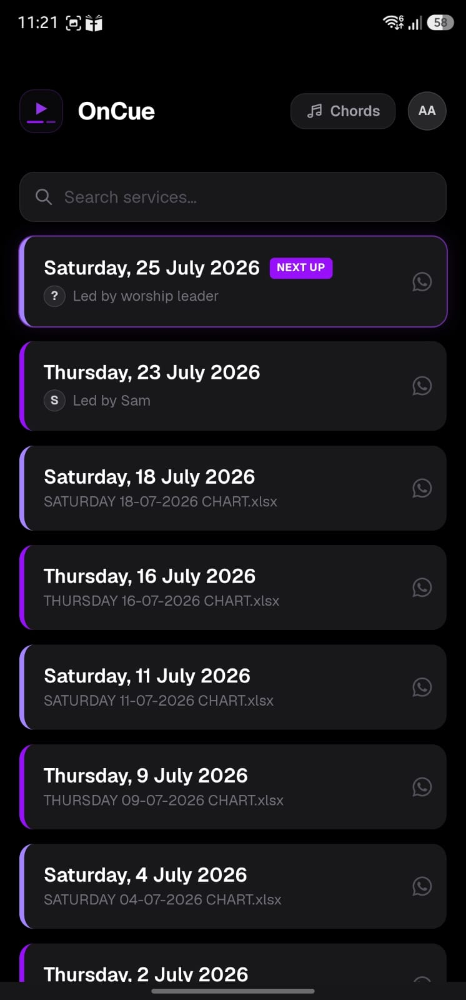 11:21
6
58
OnCue
Chords
AA
Search services...
Saturday, 25 July 2026 NEXT UP
? Led by worship leader
Thursday, 23 July 2026
S Led by Sam
Saturday, 18 July 2026
SATURDAY 18-07-2026 CHART.xlsx
Thursday, 16 July 2026
THURSDAY 16-07-2026 CHART.xlsx
Saturday, 11 July 2026
SATURDAY 11-07-2026 CHART.xlsx
Thursday, 9 July 2026
THURSDAY 09-07-2026 CHART.xlsx
Saturday, 4 July 2026
SATURDAY 04-07-2026 CHART.xlsx
Thursday, 2 July 2026